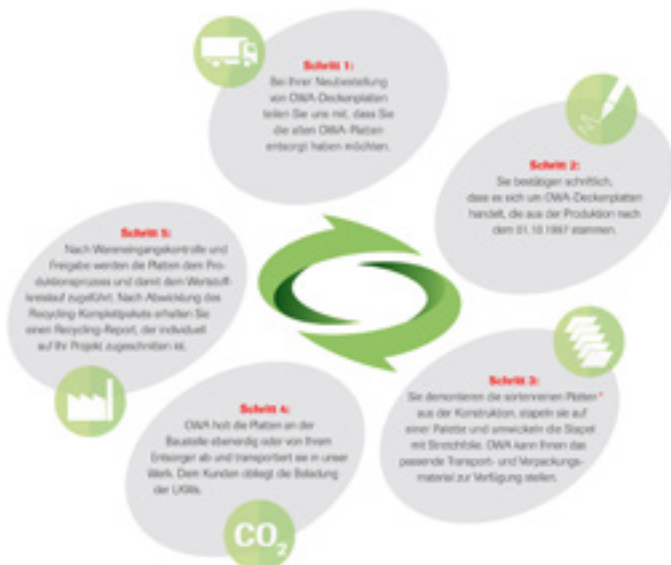 Schritt 1:
Bei Ihrer Neubestellung
von OWA-Deckenplatten
teilen Sie uns mit, dass Sie
die alten OWA-Platten
entsorgt haben möchten.
Schritt 2:
Sie bestätigen schriftlich,
dass es sich um OWA-Deckenplatten
handelt, die aus der Produktion nach
dem 01.10.1997 stammen.
Schritt 3:
Sie demontieren die sortenreinen Platten*
aus der Konstruktion, stapeln sie auf
einer Palette und umwickeln die Stapel
mit Stretchfolie. OWA kann Ihnen das
passende Transport- und Verpackungs-
material zur Verfügung stellen.
Schritt 4:
OWA holt die Platten an der
Baustelle ebenerdig oder von Ihrem
Entsorger ab und transportiert sie in unser
Werk. Dem Kunden obliegt die Beladung
der LKWs.
CO₂
Schritt 5:
Nach Wareneingangskontrolle und
Freigabe werden die Platten dem Pro-
duktionsprozess und damit dem Wertstoff-
kreislauf zugeführt. Nach Abwicklung des
Recycling-Komplettpakets erhalten Sie
einen Recycling-Report, der individuell
auf Ihr Projekt zugeschnitten ist.